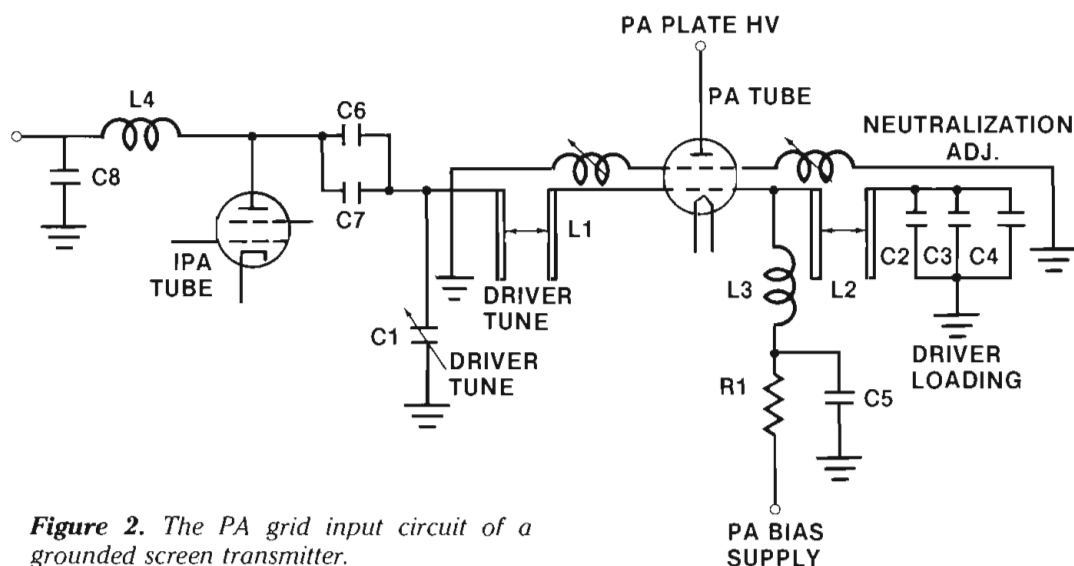 PA PLATE HV
L4
C6
PA TUBE
NEUTRALIZATION
ADJ.
C8
C7
L1
IPA
TUBE
DRIVER
TUNE
C2
C3
C4
L3
L2
C1
DRIVER
TUNE
DRIVER
LOADING
R1
C5
PA BIAS
SUPPLY
Figure 2. The PA grid input circuit of a
grounded screen transmitter.